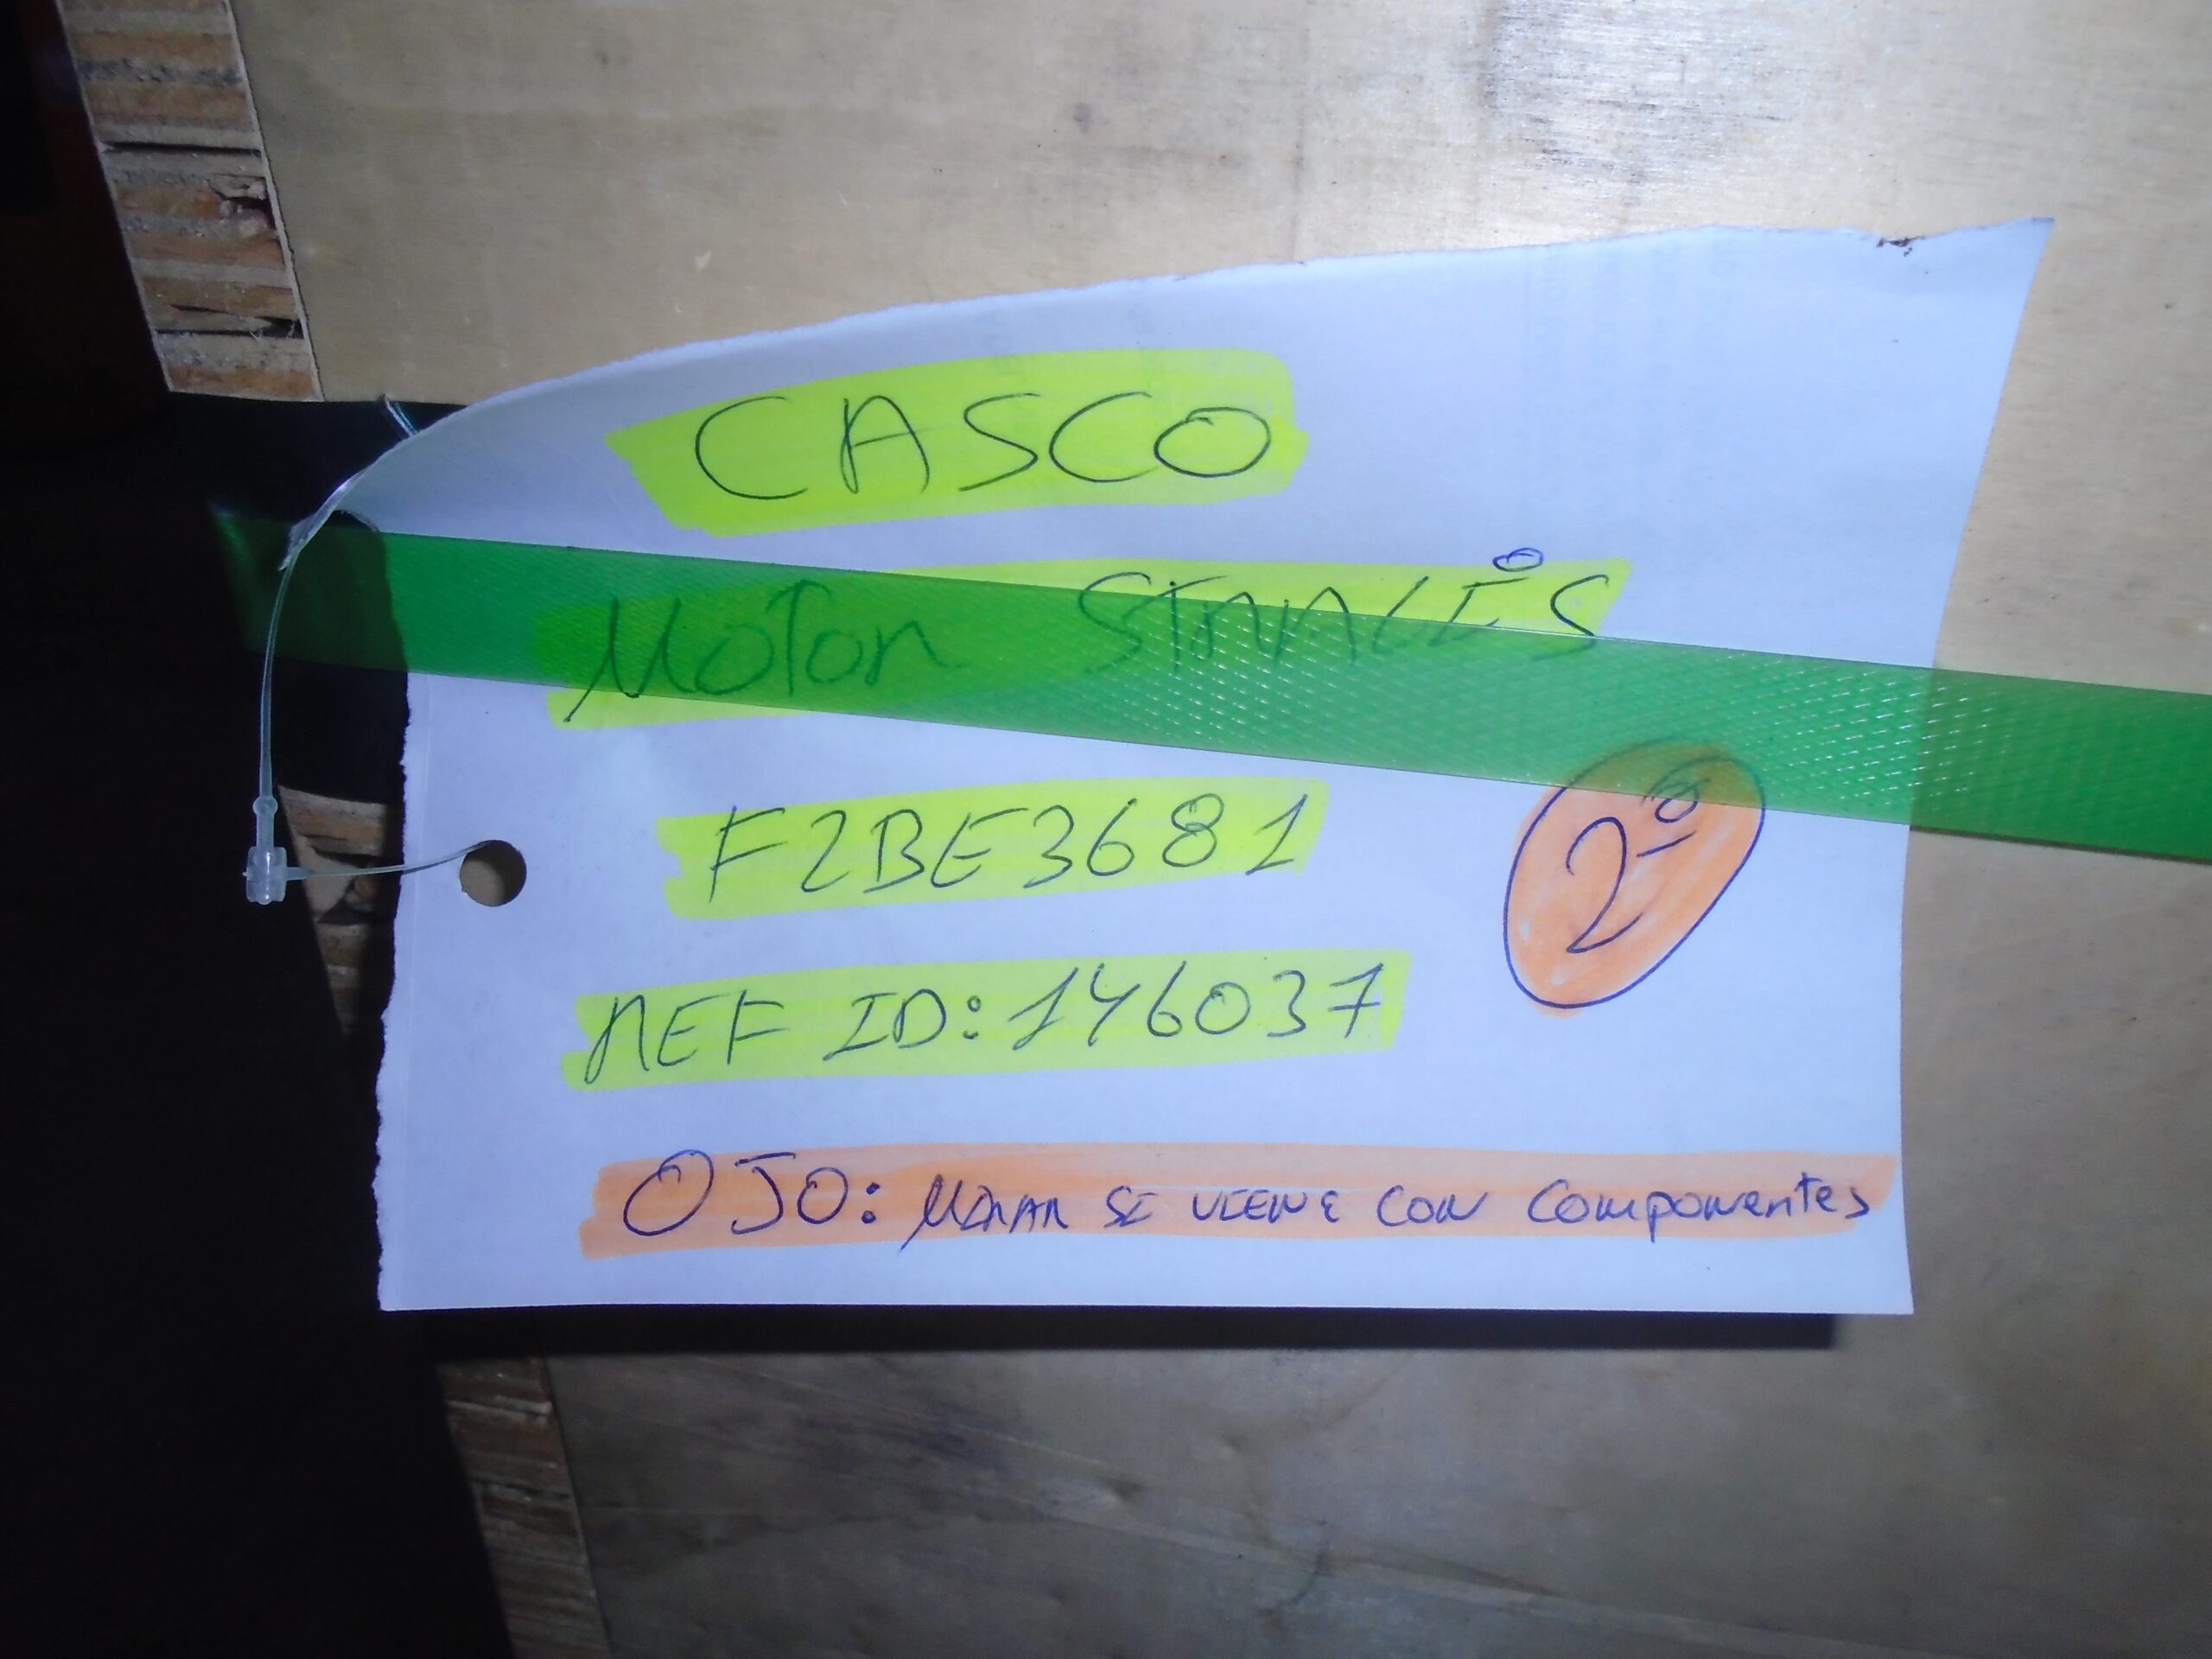 CASCO
MOTOR STRALIS
F2BE3681
2º
REF ID: 146037
OJO: MIRAR SI VIENE CON COMPONENTES